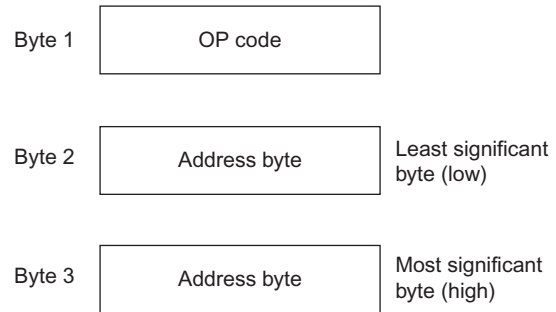 Byte 1
OP code
Byte 2
Address byte
Least significant
byte (low)
Byte 3
Address byte
Most significant
byte (high)